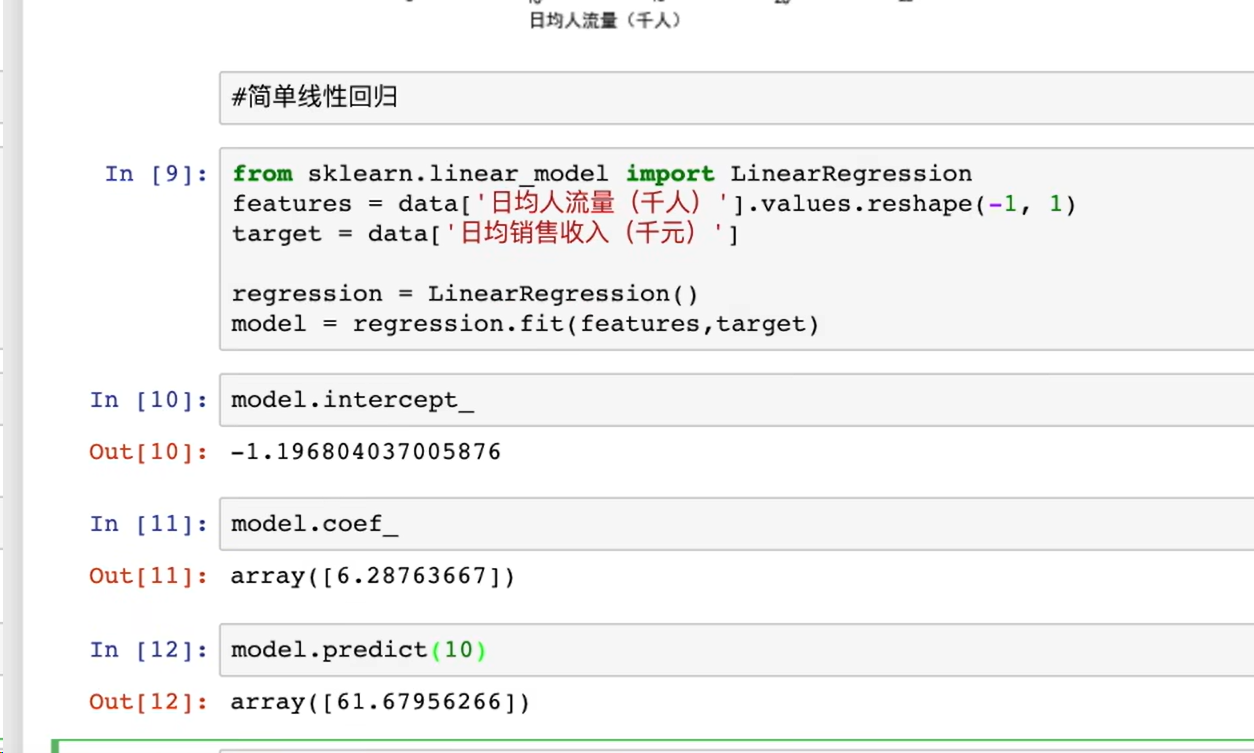 日均人流量（千人）
#简单线性回归
In [9]: from sklearn.linear_model import LinearRegression
features = data['日均人流量（千人）'].values.reshape(-1, 1)
target = data['日均销售收入（千元）']
regression = LinearRegression()
model = regression.fit(features,target)
In [10]: model.intercept_
Out[10]: -1.196804037005876
In [11]: model.coef_
Out[11]: array([6.28763667])
In [12]: model.predict(10)
Out[12]: array([61.67956266])